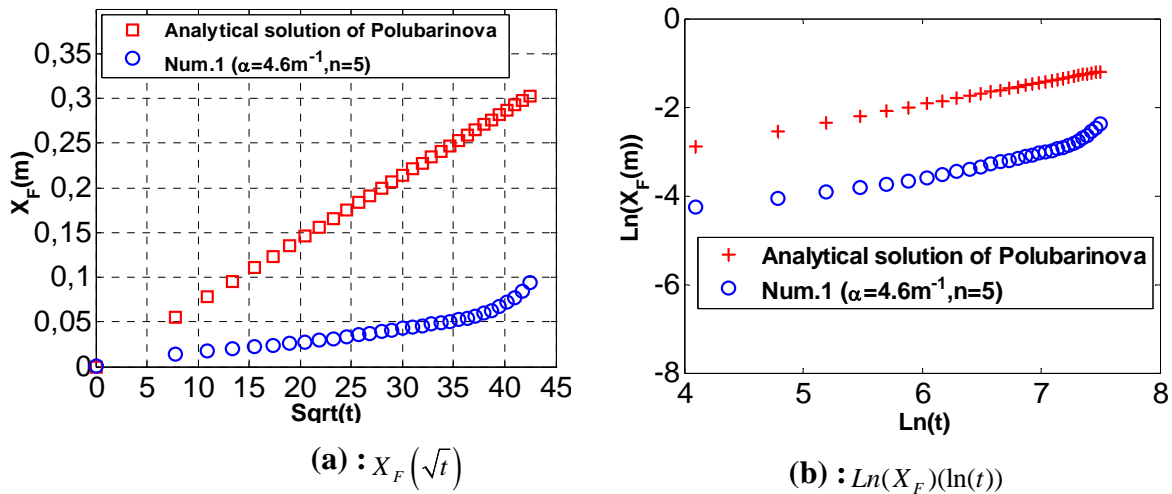 Analytical solution of Polubarinova
Num.1 (α=4.6m⁻¹,n=5)
0,35
0,3
0,25
0,2
0,15
0,1
0,05
0
X_F(m)
0 5 10 15 20 25 30 35 40 45
Sqrt(t)
(a) : X_F(√t)
0
-2
-4
-6
-8
Ln(X_F(m))
Analytical solution of Polubarinova
Num.1 (α=4.6m⁻¹,n=5)
4 5 6 7 8
Ln(t)
(b) : Ln(X_F)(ln(t))